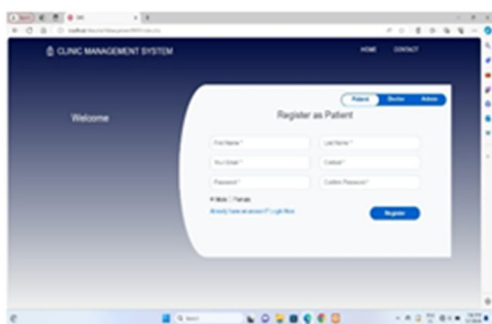 CLINIC MANAGEMENT SYSTEM
HOME CONTACT
Patient Doctor Admin
Welcome
Register as Patient
First Name * Last Name *
Your Email * Contact *
Password * Confirm Password *
Male Female
Already have an account? Login Here
Register